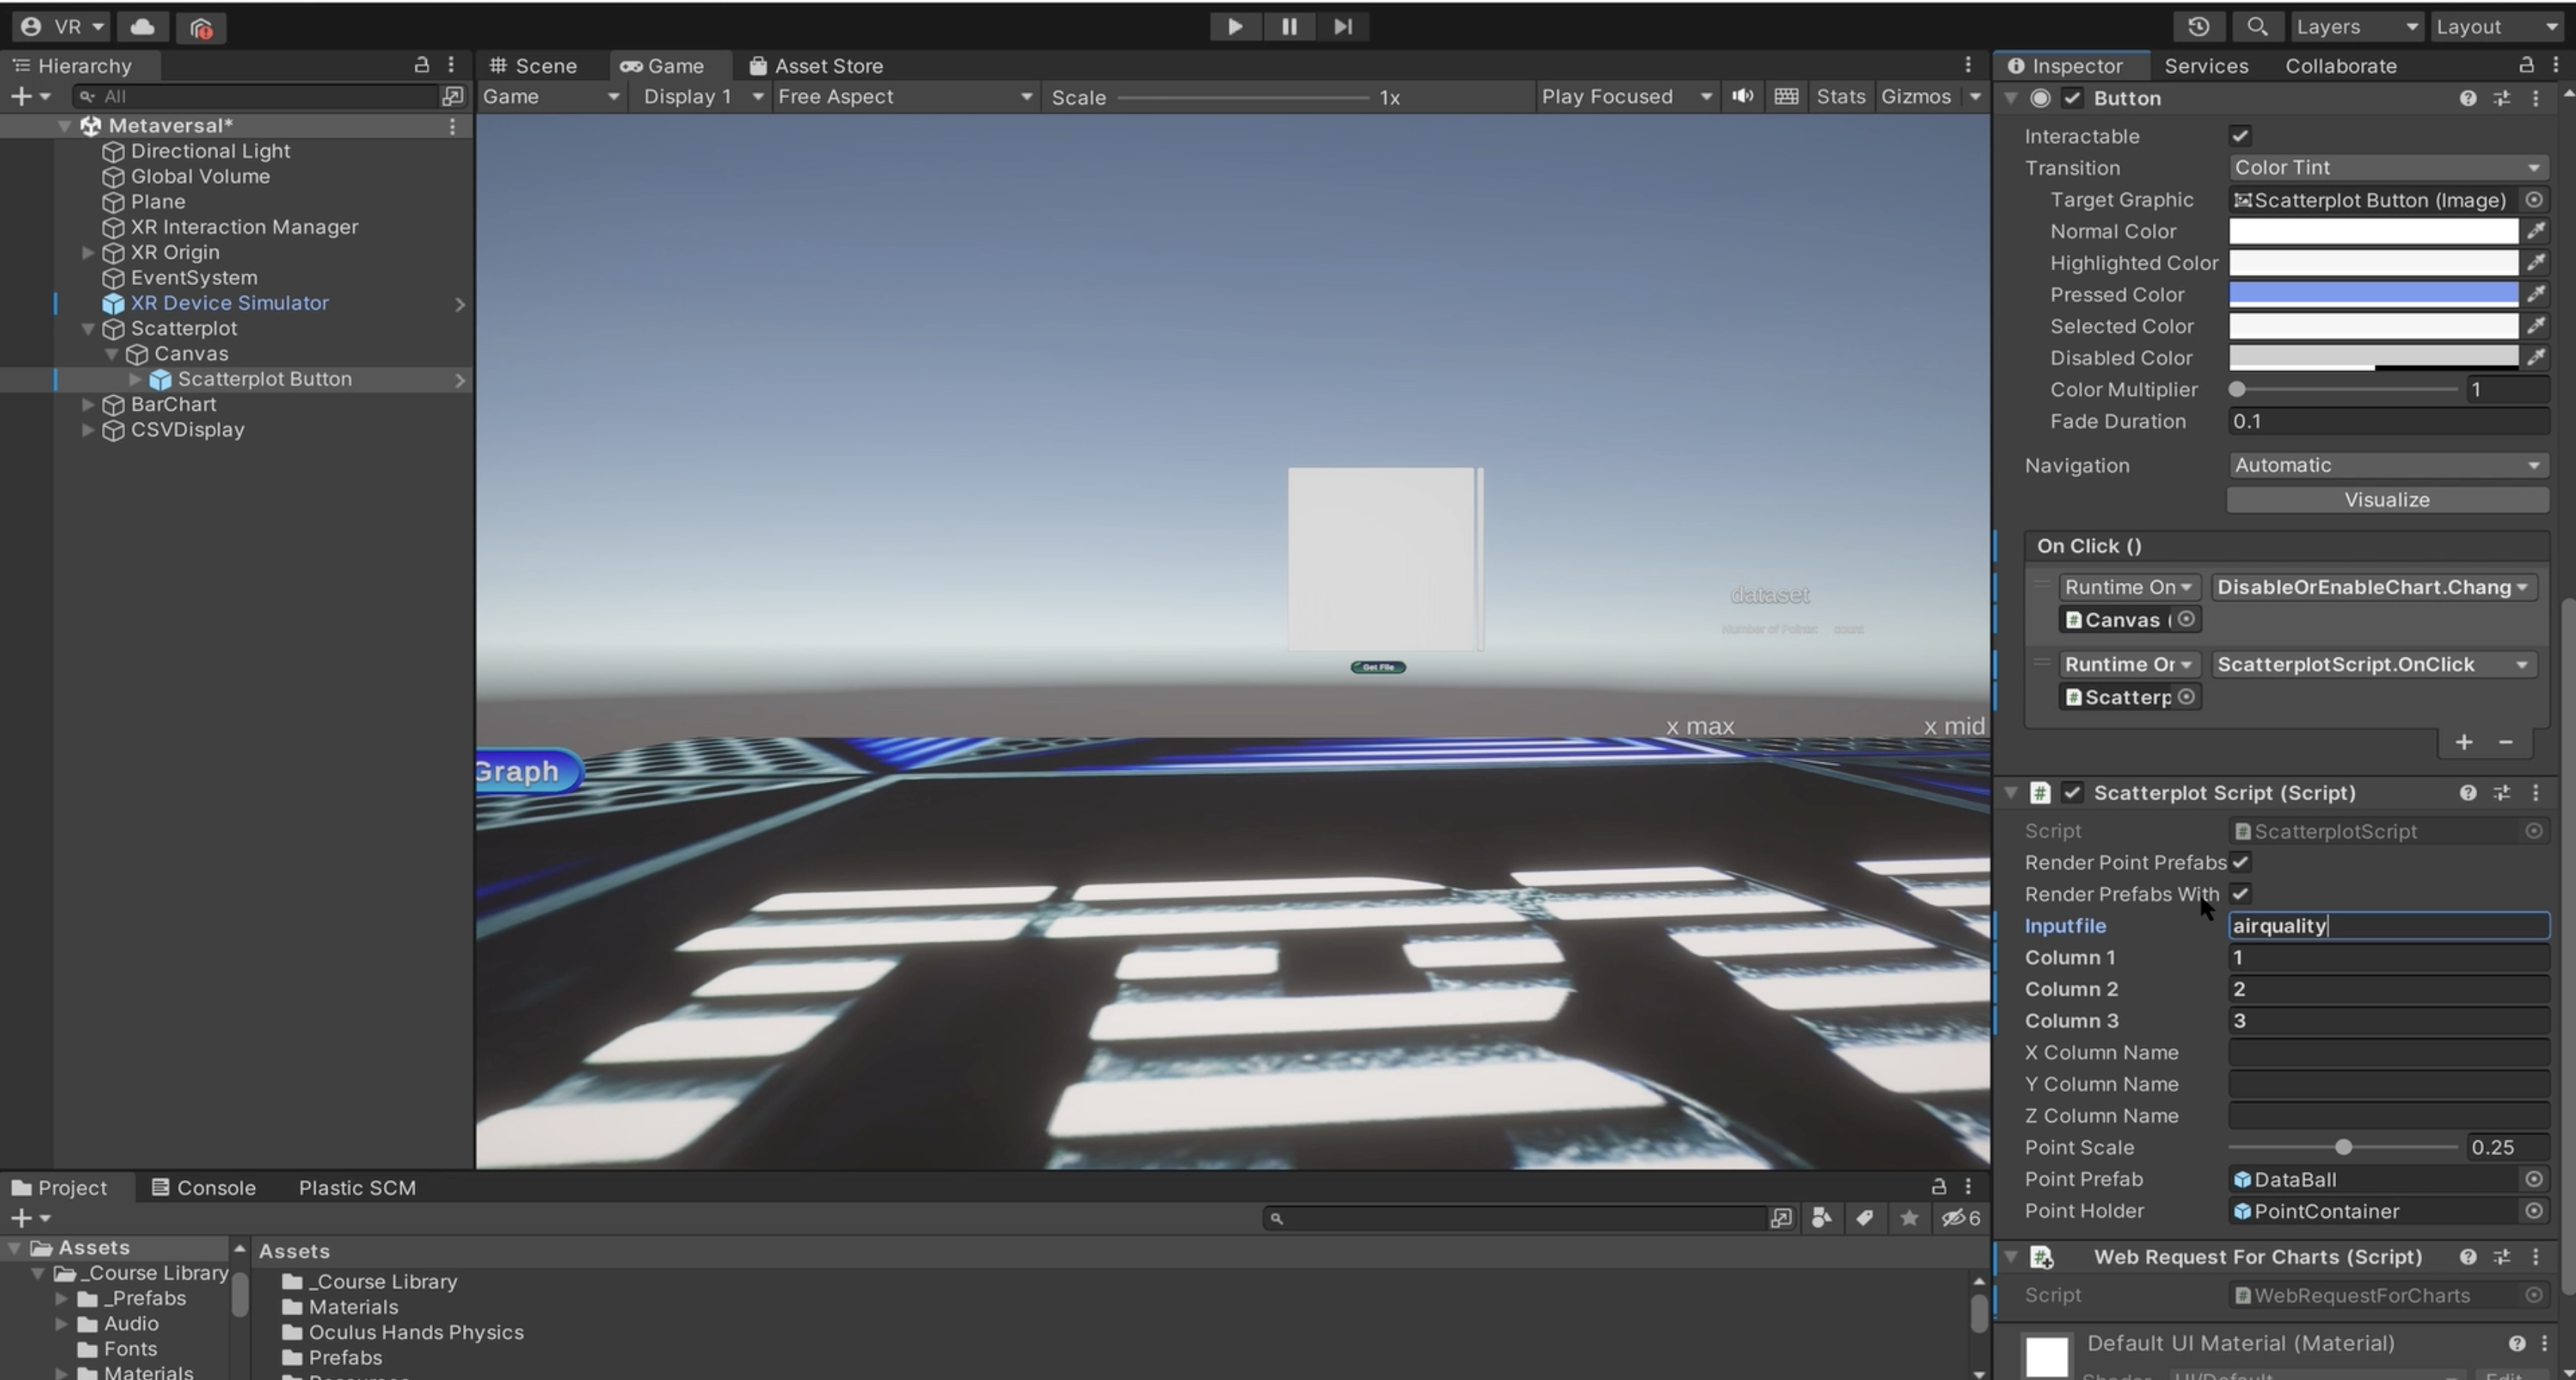 VR
Layers
Layout
Hierarchy
Scene
Game
Asset Store
Inspector
Services
Collaborate
All
Game
Display 1
Free Aspect
Scale
1x
Play Focused
Stats
Gizmos
Metaversal*
Directional Light
Global Volume
Plane
XR Interaction Manager
XR Origin
EventSystem
XR Device Simulator
Scatterplot
Canvas
Scatterplot Button
BarChart
CSVDisplay
dataset
Number of Points: count
Get File
x max
x mid
Graph
Button
Interactable
Transition
Color Tint
Target Graphic
Scatterplot Button (Image)
Normal Color
Highlighted Color
Pressed Color
Selected Color
Disabled Color
Color Multiplier
1
Fade Duration
0.1
Navigation
Automatic
Visualize
On Click ()
Runtime On
DisableOrEnableChart.Chang
Canvas (
Runtime Or
ScatterplotScript.OnClick
Scatterp
+ −
Scatterplot Script (Script)
Script
ScatterplotScript
Render Point Prefabs
Render Prefabs With
Inputfile
airquality
Column 1
1
Column 2
2
Column 3
3
X Column Name
Y Column Name
Z Column Name
Point Scale
0.25
Point Prefab
DataBall
Point Holder
PointContainer
Web Request For Charts (Script)
Script
WebRequestForCharts
Default UI Material (Material)
Project
Console
Plastic SCM
6
Assets
_Course Library
_Prefabs
Audio
Fonts
Materials
Assets
_Course Library
Materials
Oculus Hands Physics
Prefabs